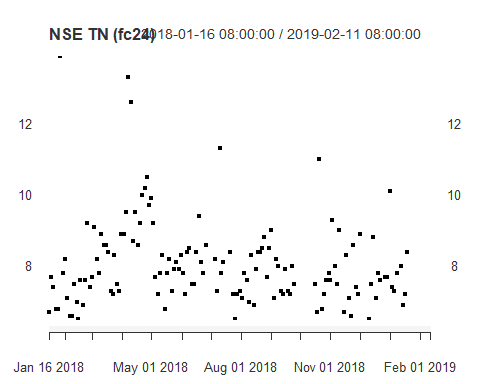 NSE TN (fc24) 2018-01-16 08:00:00 / 2019-02-11 08:00:00
12 12
10 10
8 8
Jan 16 2018 May 01 2018 Aug 01 2018 Nov 01 2018 Feb 01 2019